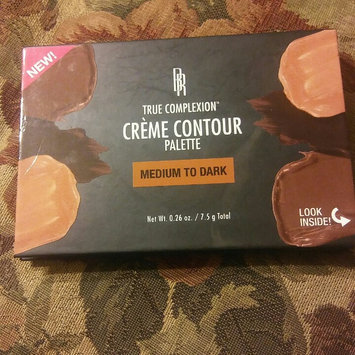 NEW!
BR
TRUE COMPLEXION™
CRÈME CONTOUR
PALETTE
MEDIUM TO DARK
Net Wt. 0.26 oz. / 7.5 g Total
LOOK
INSIDE!